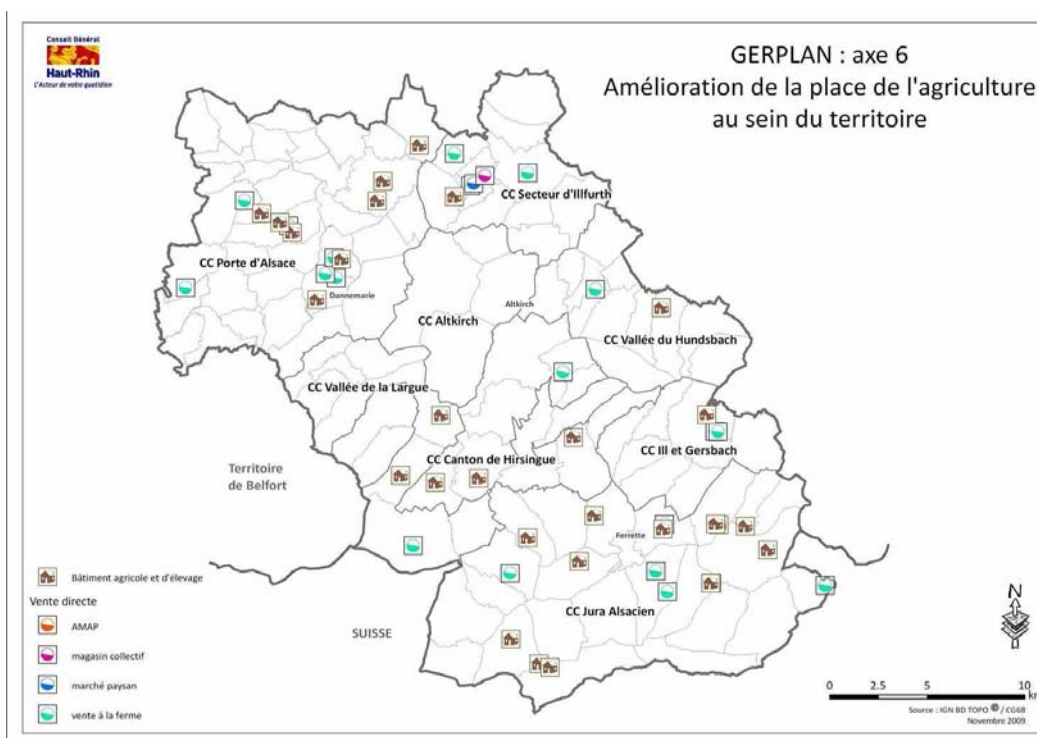 Conseil Général
Haut-Rhin
L'Acteur de votre quotidien
GERPLAN : axe 6
Amélioration de la place de l'agriculture
au sein du territoire
CC Secteur d'Illfurth
CC Porte d'Alsace
Dannemarie
CC Altkirch
Altkirch
CC Vallée du Hundsbach
CC Vallée de la Largue
CC Canton de Hirsingue
CC Ill et Gersbach
Territoire
de Belfort
Ferrette
CC Jura Alsacien
SUISSE
Bâtiment agricole et d'élevage
Vente directe
AMAP
magasin collectif
marché paysan
vente à la ferme
N
0 2.5 5 10
km
Source : IGN BD TOPO © / CG68
Novembre 2009